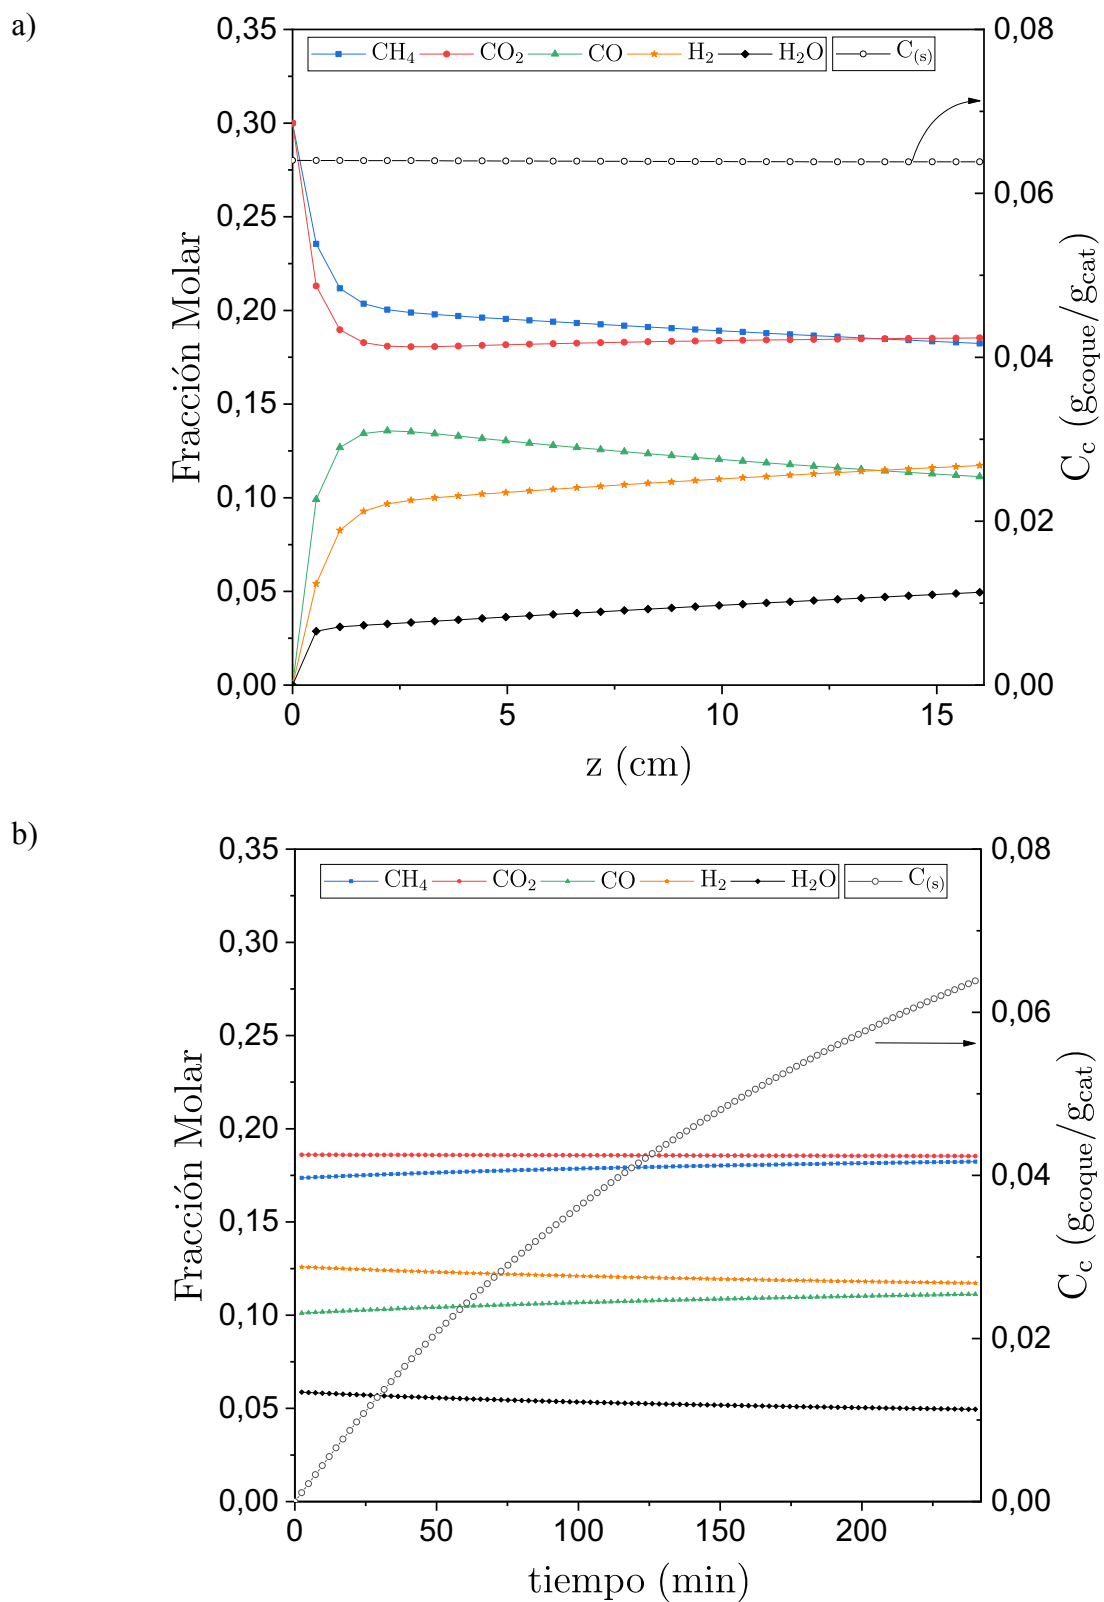 a)
0,35
0,30
0,25
0,20
0,15
0,10
0,05
0,00
Fracción Molar
CH4 CO2 CO H2 H2O C(s)
0,08
0,06
0,04
0,02
0,00
Cc (gcoque/gcat)
0 5 10 15
z (cm)
b)
0,35
0,30
0,25
0,20
0,15
0,10
0,05
0,00
Fracción Molar
CH4 CO2 CO H2 H2O C(s)
0,08
0,06
0,04
0,02
0,00
Cc (gcoque/gcat)
0 50 100 150 200
tiempo (min)